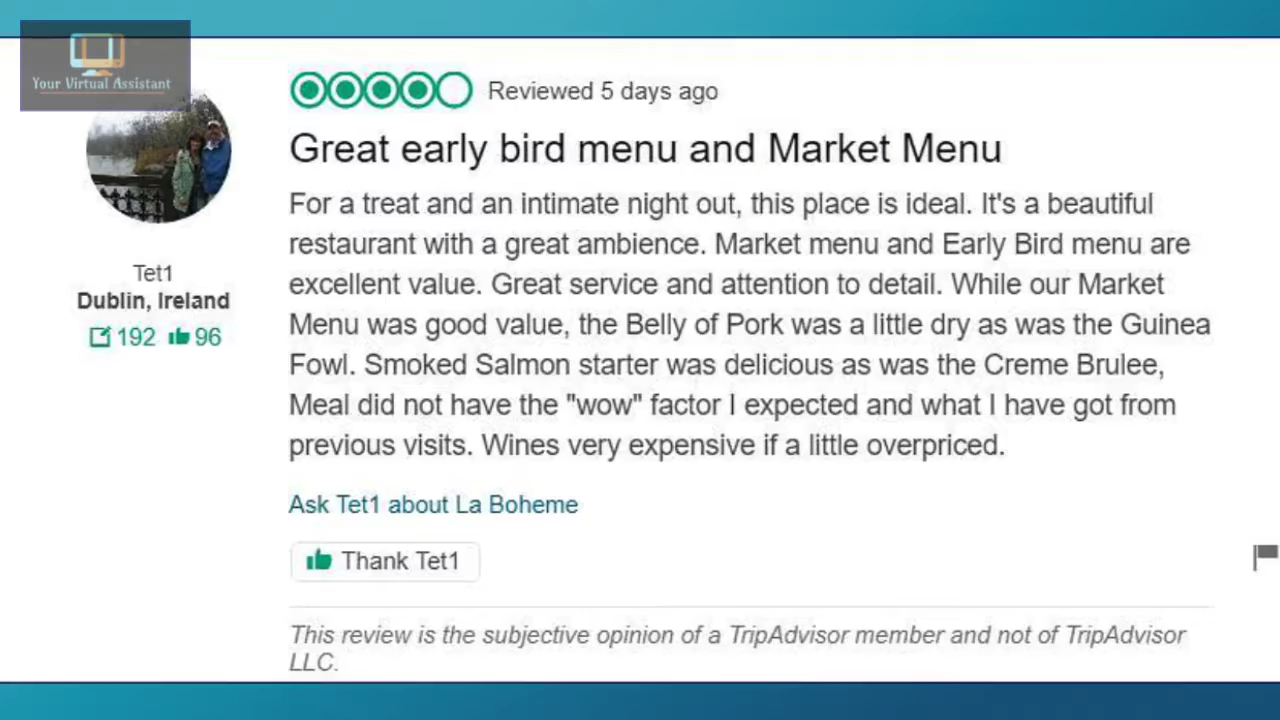 Your Virtual Assistant
Reviewed 5 days ago
Great early bird menu and Market Menu
For a treat and an intimate night out, this place is ideal. It's a beautiful
restaurant with a great ambience. Market menu and Early Bird menu are
excellent value. Great service and attention to detail. While our Market
Menu was good value, the Belly of Pork was a little dry as was the Guinea
Fowl. Smoked Salmon starter was delicious as was the Creme Brulee,
Meal did not have the "wow" factor I expected and what I have got from
previous visits. Wines very expensive if a little overpriced.
Tet1
Dublin, Ireland
192 96
Ask Tet1 about La Boheme
Thank Tet1
This review is the subjective opinion of a TripAdvisor member and not of TripAdvisor
LLC.